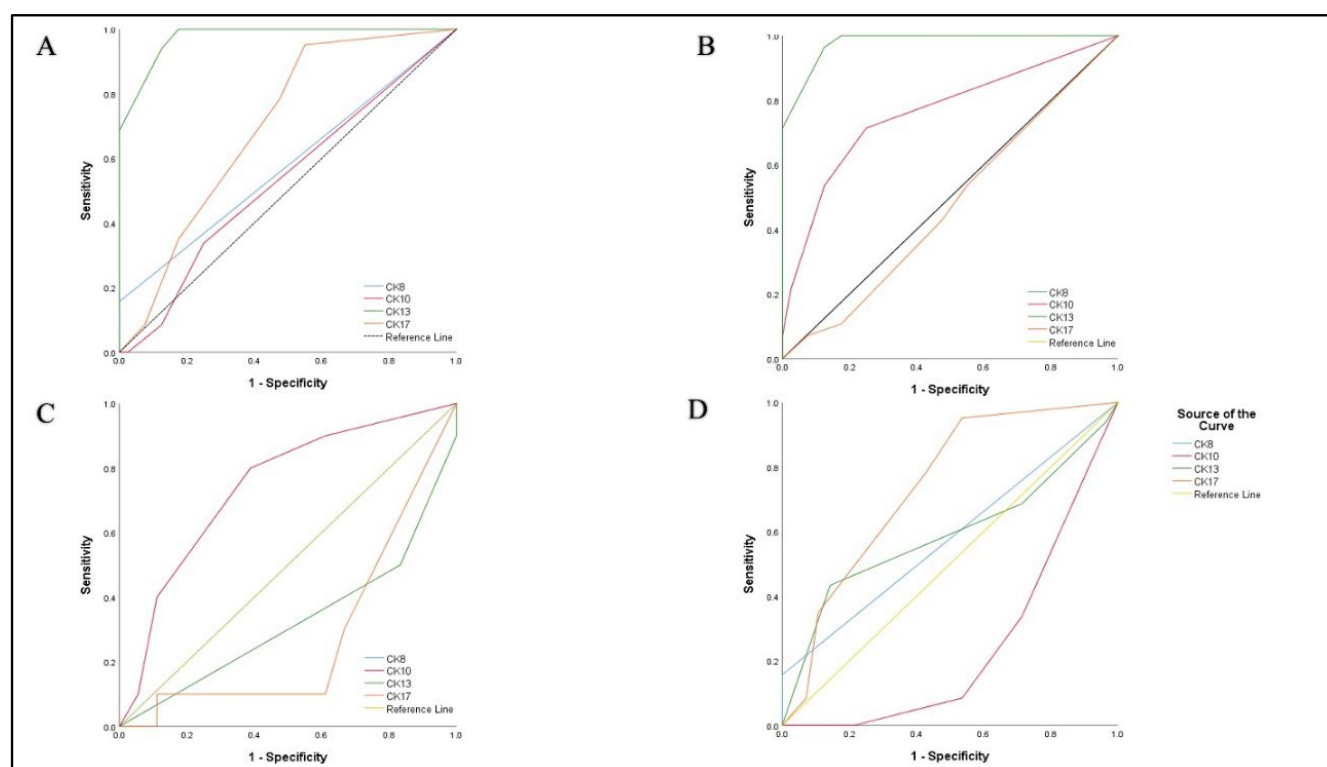 A
1.0
0.8
0.6
0.4
0.2
0.0
Sensitivity
CK8
CK10
CK13
CK17
Reference Line
0.0 0.2 0.4 0.6 0.8 1.0
1 - Specificity
B
1.0
0.8
0.6
0.4
0.2
0.0
Sensitivity
CK8
CK10
CK13
CK17
Reference Line
0.0 0.2 0.4 0.6 0.8 1.0
1 - Specificity
C
1.0
0.8
0.6
0.4
0.2
0.0
Sensitivity
CK8
CK10
CK13
CK17
Reference Line
0.0 0.2 0.4 0.6 0.8 1.0
1 - Specificity
D
1.0
0.8
0.6
0.4
0.2
0.0
Sensitivity
0.0 0.2 0.4 0.6 0.8 1.0
1 - Specificity
Source of the
Curve
CK8
CK10
CK13
CK17
Reference Line